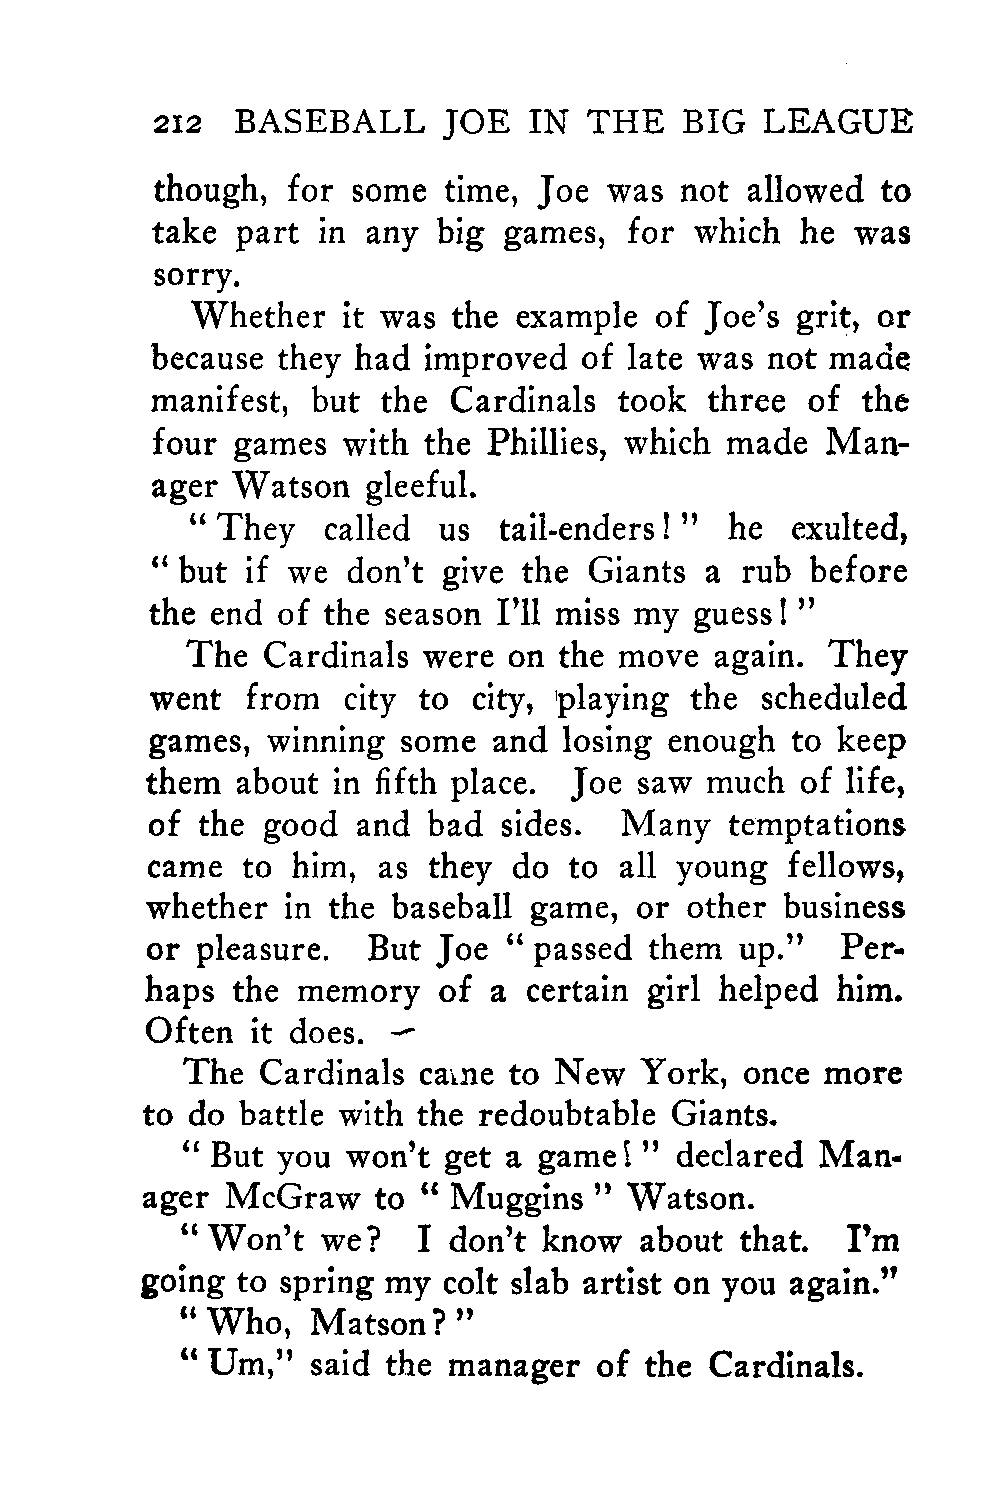 212 BASEBALL JOE IN THE BIG LEAGUE
though, for some time, Joe was not allowed to
take part in any big games, for which he was
sorry.
Whether it was the example of Joe's grit, or
because they had improved of late was not made
manifest, but the Cardinals took three of the
four games with the Phillies, which made Man-
ager Watson gleeful.
" They called us tail-enders! " he exulted,
" but if we don't give the Giants a rub before
the end of the season I'll miss my guess! "
The Cardinals were on the move again. They
went from city to city, playing the scheduled
games, winning some and losing enough to keep
them about in fifth place. Joe saw much of life,
of the good and bad sides. Many temptations
came to him, as they do to all young fellows,
whether in the baseball game, or other business
or pleasure. But Joe " passed them up." Per-
haps the memory of a certain girl helped him.
Often it does.
The Cardinals came to New York, once more
to do battle with the redoubtable Giants.
" But you won't get a game! " declared Man-
ager McGraw to " Muggins " Watson.
" Won't we? I don't know about that. I'm
going to spring my colt slab artist on you again."
" Who, Matson? "
" Um," said the manager of the Cardinals.